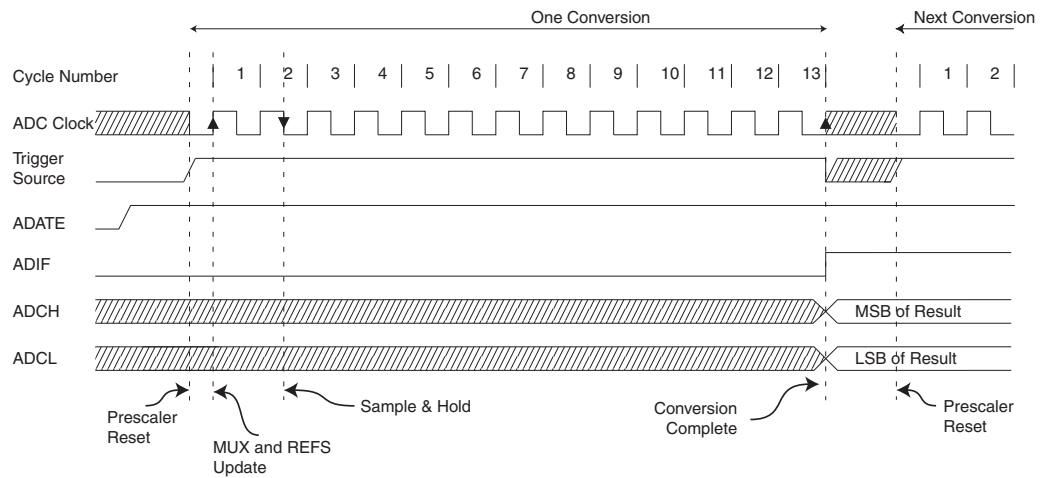 One Conversion
Next Conversion
Cycle Number 1 2 3 4 5 6 7 8 9 10 11 12 13 1 2
ADC Clock
Trigger
Source
ADATE
ADIF
ADCH MSB of Result
ADCL LSB of Result
Prescaler
Reset
MUX and REFS
Update
Sample & Hold
Conversion
Complete
Prescaler
Reset